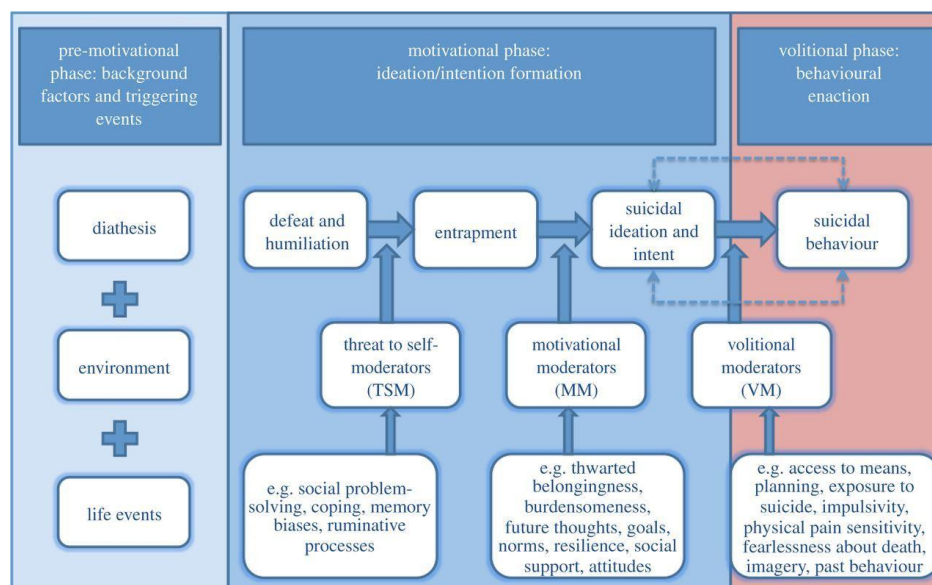 pre-motivational
phase: background
factors and triggering
events
motivational phase:
ideation/intention formation
volitional phase:
behavioural
enaction
diathesis
environment
life events
defeat and
humiliation
entrapment
suicidal
ideation and
intent
suicidal
behaviour
threat to self-
moderators
(TSM)
motivational
moderators
(MM)
volitional
moderators
(VM)
e.g. social problem-
solving, coping, memory
biases, ruminative
processes
e.g. thwarted
belongingness,
burdensomeness,
future thoughts, goals,
norms, resilience, social
support, attitudes
e.g. access to means,
planning, exposure to
suicide, impulsivity,
physical pain sensitivity,
fearlessness about death,
imagery, past behaviour